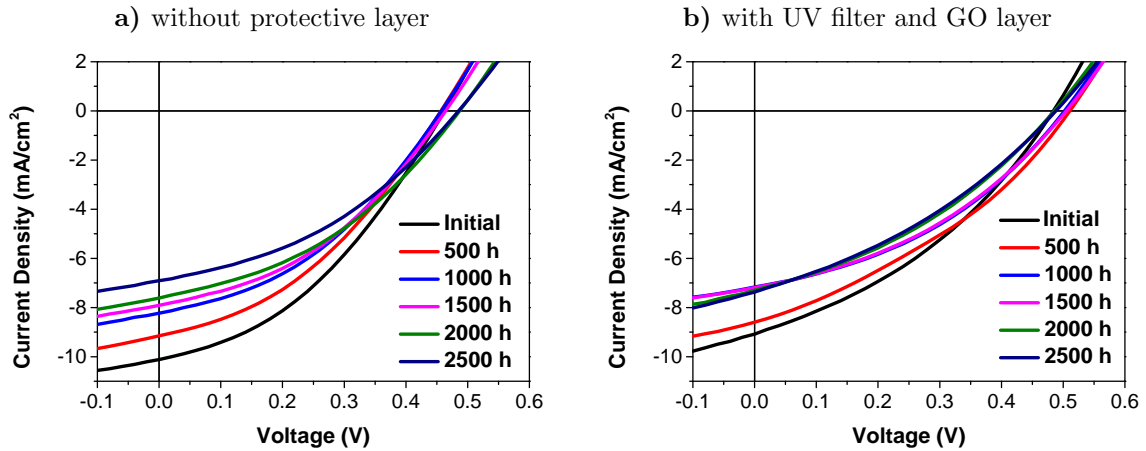 a) without protective layer
2
0
-2
-4
-6
-8
-10
Current Density (mA/cm²)
Initial
500 h
1000 h
1500 h
2000 h
2500 h
-0.1 0.0 0.1 0.2 0.3 0.4 0.5 0.6
Voltage (V)
b) with UV filter and GO layer
2
0
-2
-4
-6
-8
-10
Current Density (mA/cm²)
Initial
500 h
1000 h
1500 h
2000 h
2500 h
-0.1 0.0 0.1 0.2 0.3 0.4 0.5 0.6
Voltage (V)